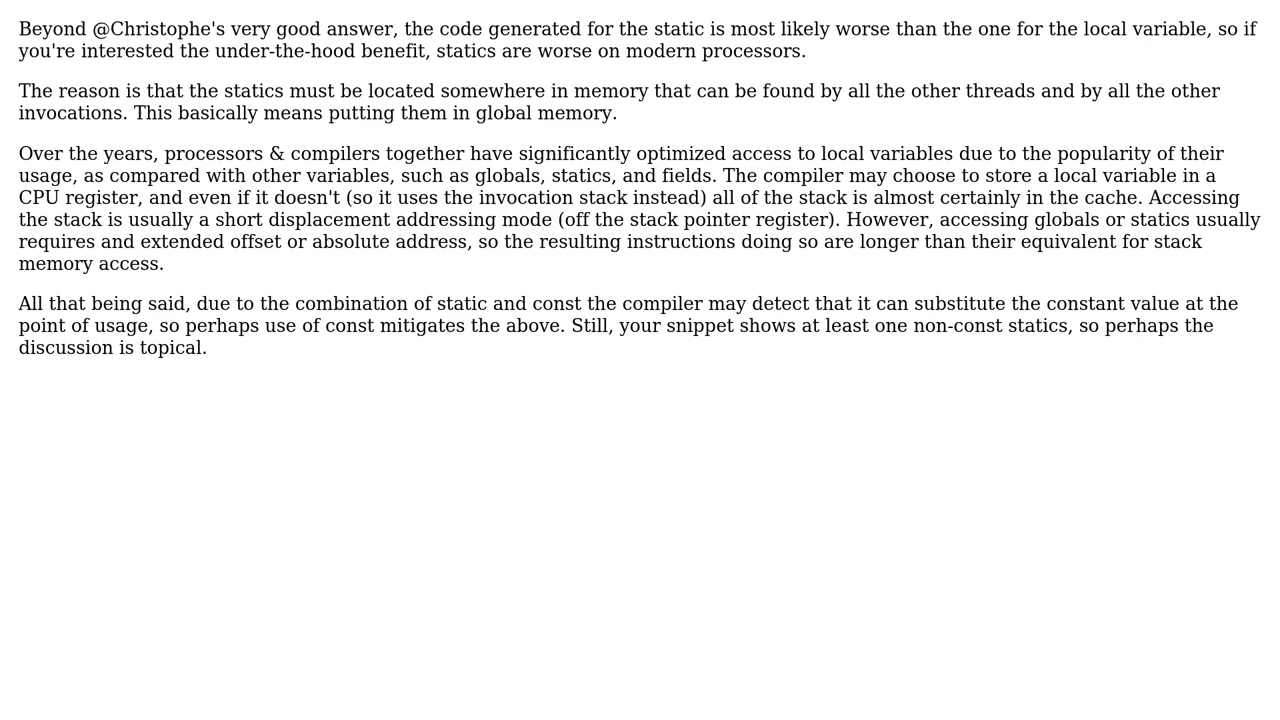 Beyond @Christophe's very good answer, the code generated for the static is most likely worse than the one for the local variable, so if
you're interested the under-the-hood benefit, statics are worse on modern processors.
The reason is that the statics must be located somewhere in memory that can be found by all the other threads and by all the other
invocations. This basically means putting them in global memory.
Over the years, processors & compilers together have significantly optimized access to local variables due to the popularity of their
usage, as compared with other variables, such as globals, statics, and fields. The compiler may choose to store a local variable in a
CPU register, and even if it doesn't (so it uses the invocation stack instead) all of the stack is almost certainly in the cache. Accessing
the stack is usually a short displacement addressing mode (off the stack pointer register). However, accessing globals or statics usually
requires and extended offset or absolute address, so the resulting instructions doing so are longer than their equivalent for stack
memory access.
All that being said, due to the combination of static and const the compiler may detect that it can substitute the constant value at the
point of usage, so perhaps use of const mitigates the above. Still, your snippet shows at least one non-const statics, so perhaps the
discussion is topical.